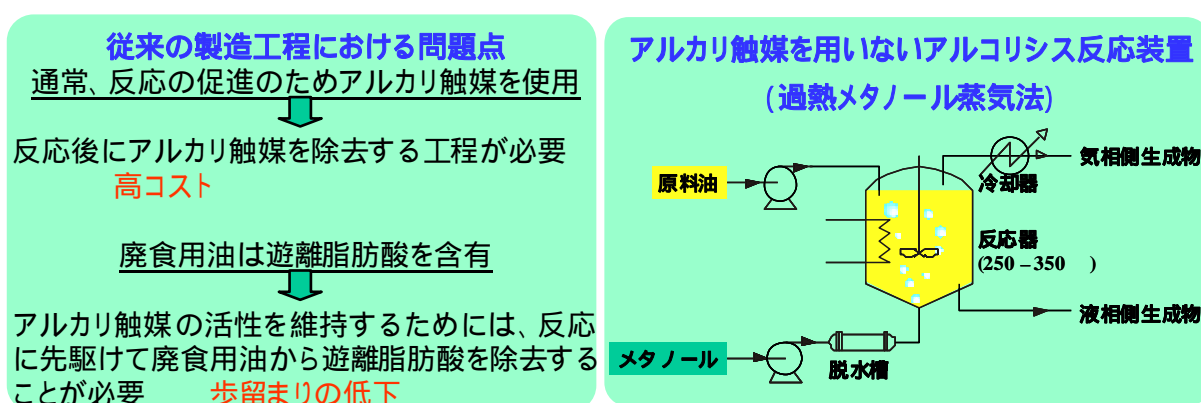 従来の製造工程における問題点
通常、反応の促進のためアルカリ触媒を使用
反応後にアルカリ触媒を除去する工程が必要
高コスト
廃食用油は遊離脂肪酸を含有
アルカリ触媒の活性を維持するためには、反応
に先駆けて廃食用油から遊離脂肪酸を除去する
ことが必要 歩留まりの低下
アルカリ触媒を用いないアルコリシス反応装置
(過熱メタノール蒸気法)
気相側生成物
冷却器
原料油
反応器
(250 – 350 )
液相側生成物
メタノール
脱水槽